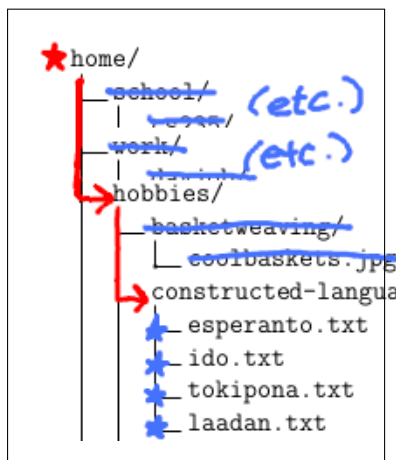 home/
school/
(etc.)
work/
(etc.)
hobbies/
basketweaving/
coolbaskets.jpg
constructed-langua
esperanto.txt
ido.txt
tokipona.txt
laadan.txt